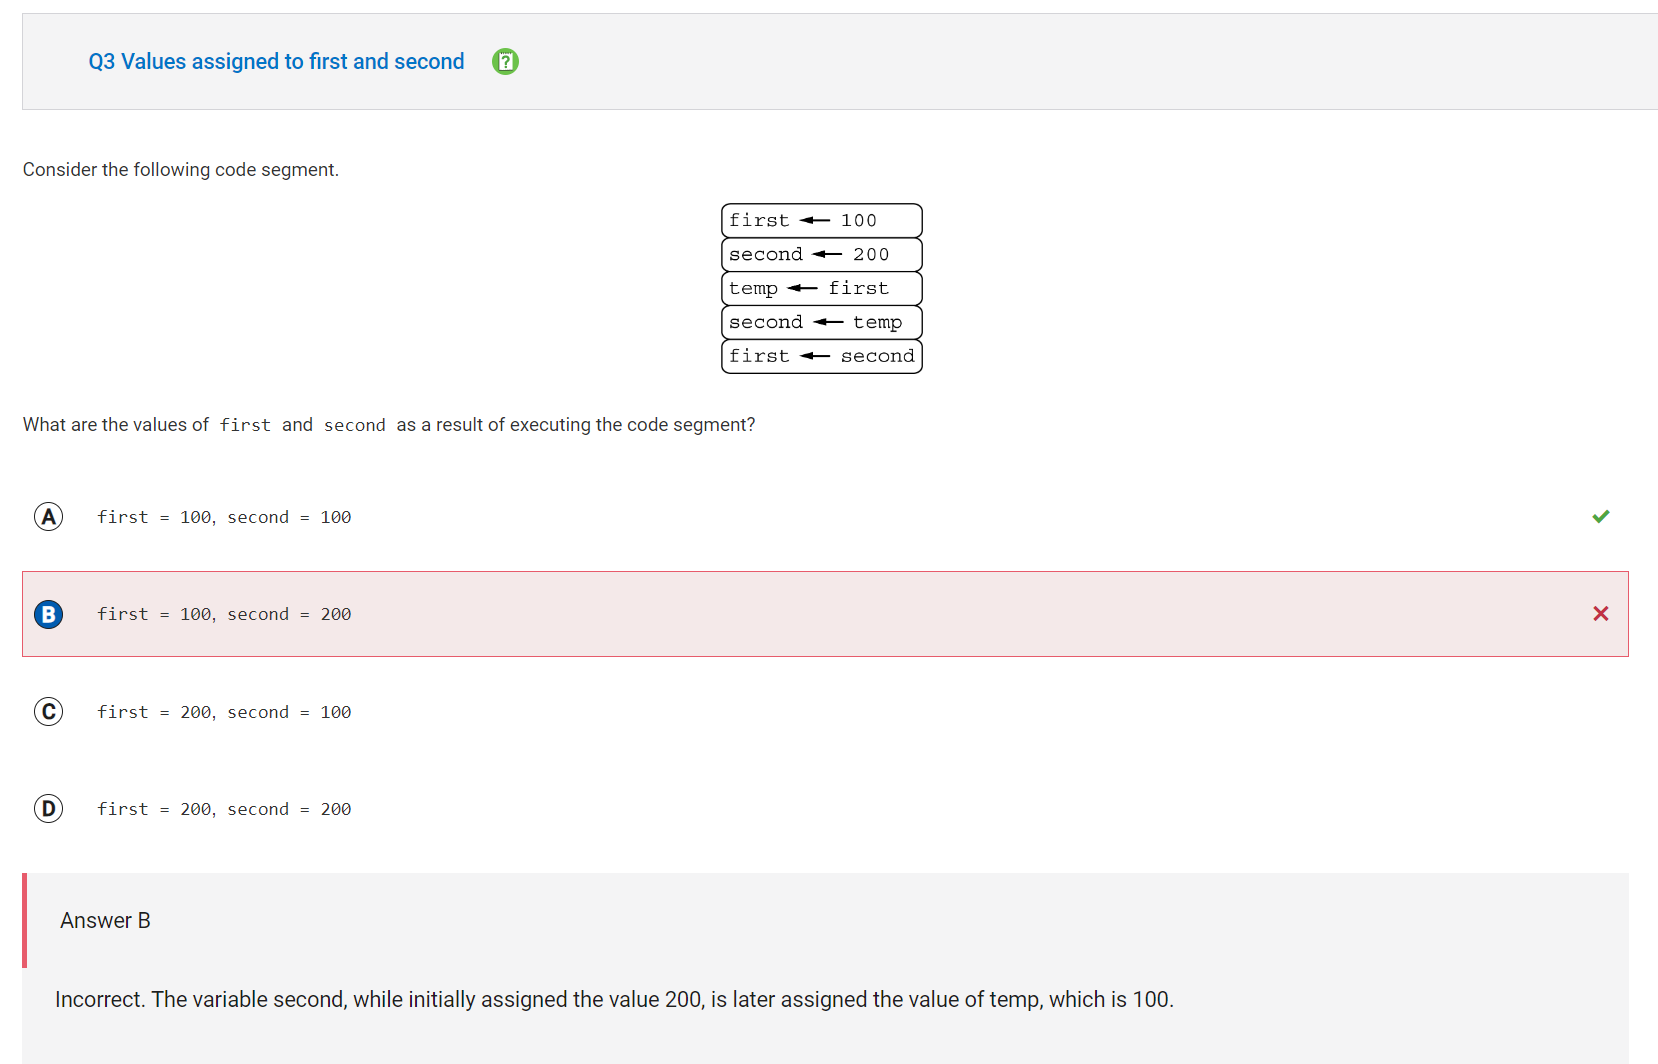 Q3 Values assigned to first and second
Consider the following code segment.
first ← 100
second ← 200
temp ← first
second ← temp
first ← second
What are the values of first and second as a result of executing the code segment?
A first = 100, second = 100
B first = 100, second = 200
C first = 200, second = 100
D first = 200, second = 200
Answer B
Incorrect. The variable second, while initially assigned the value 200, is later assigned the value of temp, which is 100.